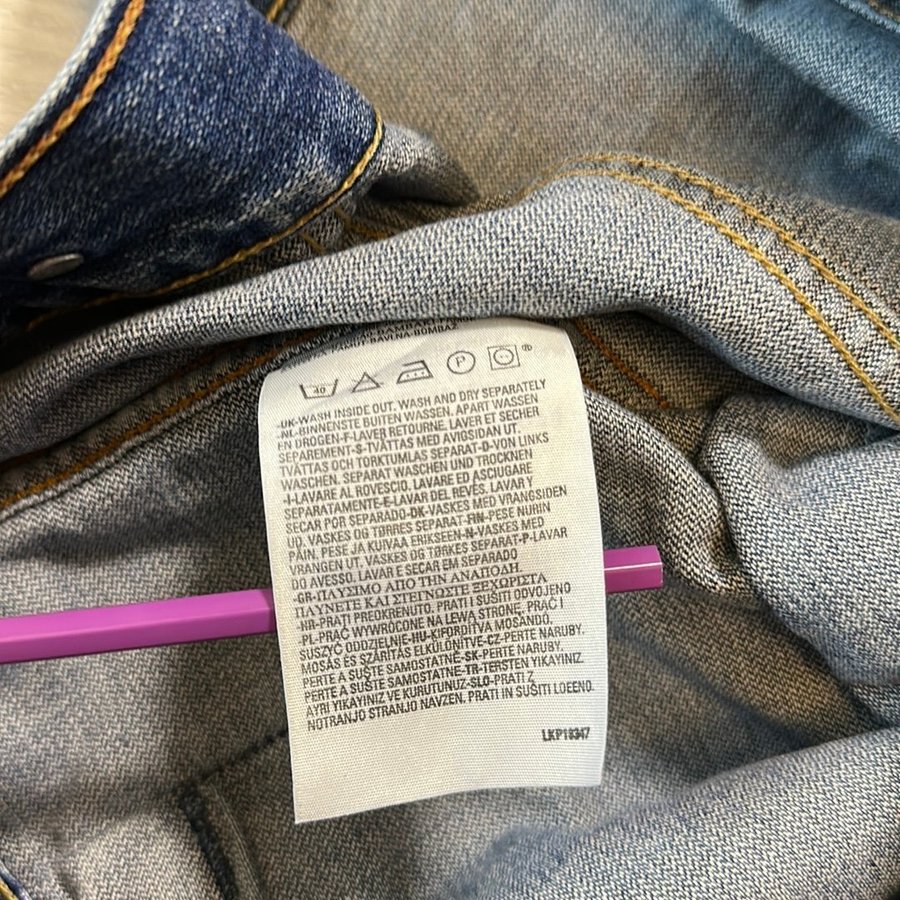 BAVLNA BOMBAŽ
40 P ®
-UK-WASH INSIDE OUT. WASH AND DRY SEPARATELY
-NL-BINNENSTE BUITEN WASSEN. APART WASSEN
EN DROGEN-F-LAVER RETOURNE. LAVER ET SECHER
SEPAREMENT-S-TVÄTTAS MED AVIGSIDAN UT.
TVÄTTAS OCH TORKTUMLAS SEPARAT-D-VON LINKS
WASCHEN. SEPARAT WASCHEN UND TROCKNEN
-I-LAVARE AL ROVESCIO. LAVARE ED ASCIUGARE
SEPARATAMENTE-E-LAVAR DEL REVÉS. LAVAR Y
SECAR POR SEPARADO-DK-VASKES MED VRANGSIDEN
UD. VASKES OG TØRRES SEPARAT-FIN-PESE NURIN
PÄIN. PESE JA KUIVAA ERIKSEEN-N-VASKES MED
VRANGEN UT. VASKES OG TØRKES SEPARAT-P-LAVAR
DO AVESSO. LAVAR E SECAR EM SEPARADO
-GR-ΠΛΥΣΙΜΟ ΑΠΟ ΤΗΝ ΑΝΑΠΟΔΗ.
ΠΛΥΝΕΤΕ ΚΑΙ ΣΤΕΓΝΩΣΤΕ ΞΕΧΩΡΙΣΤΑ
-HR-PRATI PREOKRENUTO. PRATI I SUŠITI ODVOJENO
-PL-PRAĆ WYWRÓCONE NA LEWĄ STRONĘ. PRAĆ I
SUSZYĆ ODDZIELNIE-HU-KIFORDÍTVA MOSANDÓ.
MOSÁS ÉS SZÁRÍTÁS ELKÜLÖNÍTVE-CZ-PERTE NARUBY.
PERTE A SUŠTE SAMOSTATNĚ-SK-PERTE NARUBY.
PERTE A SUŠTE SAMOSTATNE-TR-TERSTEN YIKAYINIZ.
AYRI YIKAYINIZ VE KURUTUNUZ-SLO-PRATI Z
NOTRANJO STRANJO NAVZEN. PRATI IN SUŠITI LOČENO.
LKP18347